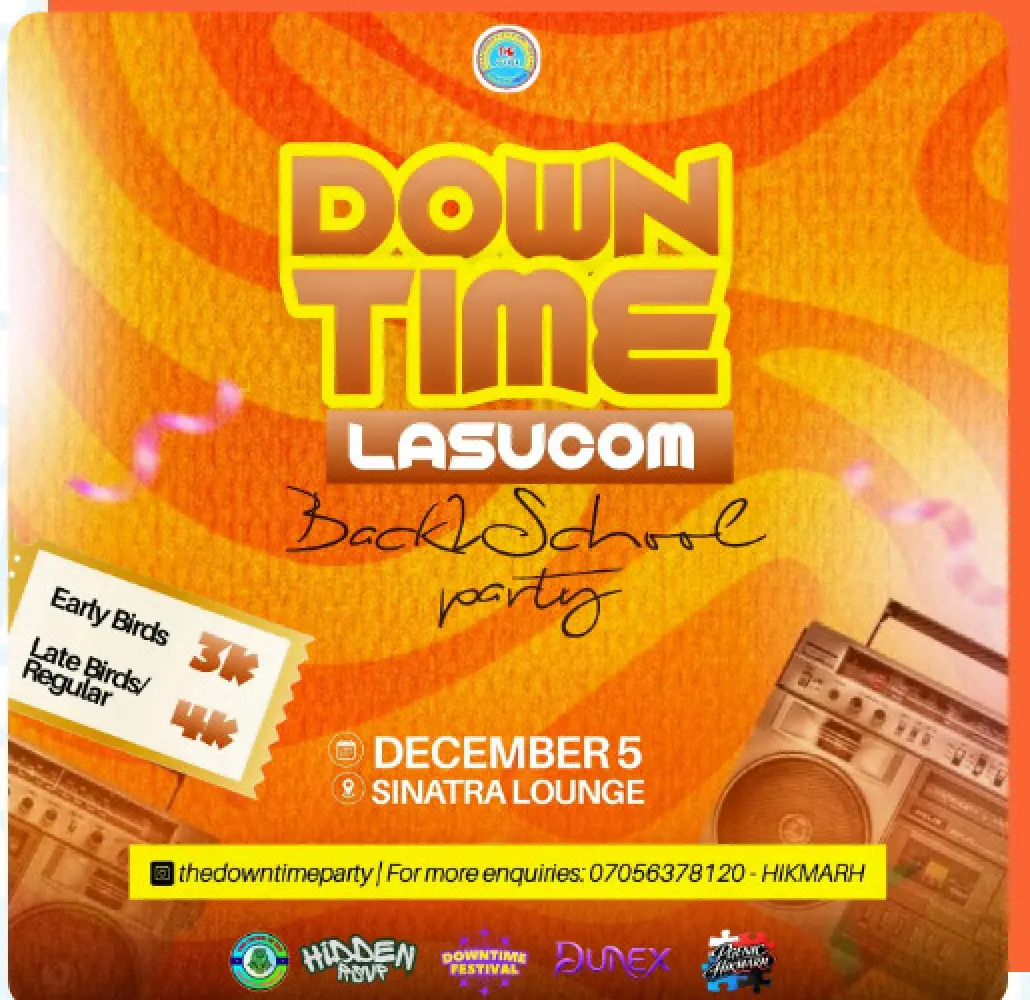 DOWN
TIME
LASUCOM
Back2School
party
Early Birds 3K
Late Birds/
Regular 4K
DECEMBER 5
SINATRA LOUNGE
thedowntimeparty | For more enquiries: 07056378120 - HIKMARH
HIDDEN
RSVP
DOWNTIME
FESTIVAL
DUNEX